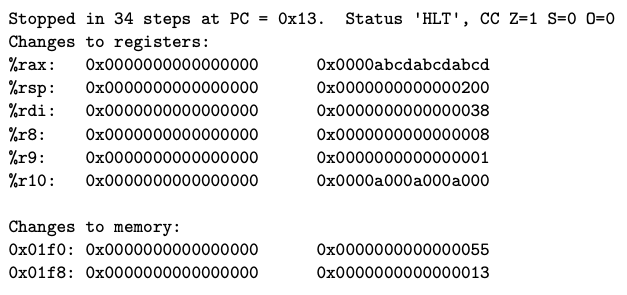 Stopped in 34 steps at PC = 0x13.  Status 'HLT', CC Z=1 S=0 O=0
Changes to registers:
%rax:   0x0000000000000000      0x0000abcdabcdabcd
%rsp:   0x0000000000000000      0x0000000000000200
%rdi:   0x0000000000000000      0x0000000000000038
%r8:    0x0000000000000000      0x0000000000000008
%r9:    0x0000000000000000      0x0000000000000001
%r10:   0x0000000000000000      0x0000a000a000a000

Changes to memory:
0x01f0: 0x0000000000000000      0x0000000000000055
0x01f8: 0x0000000000000000      0x0000000000000013